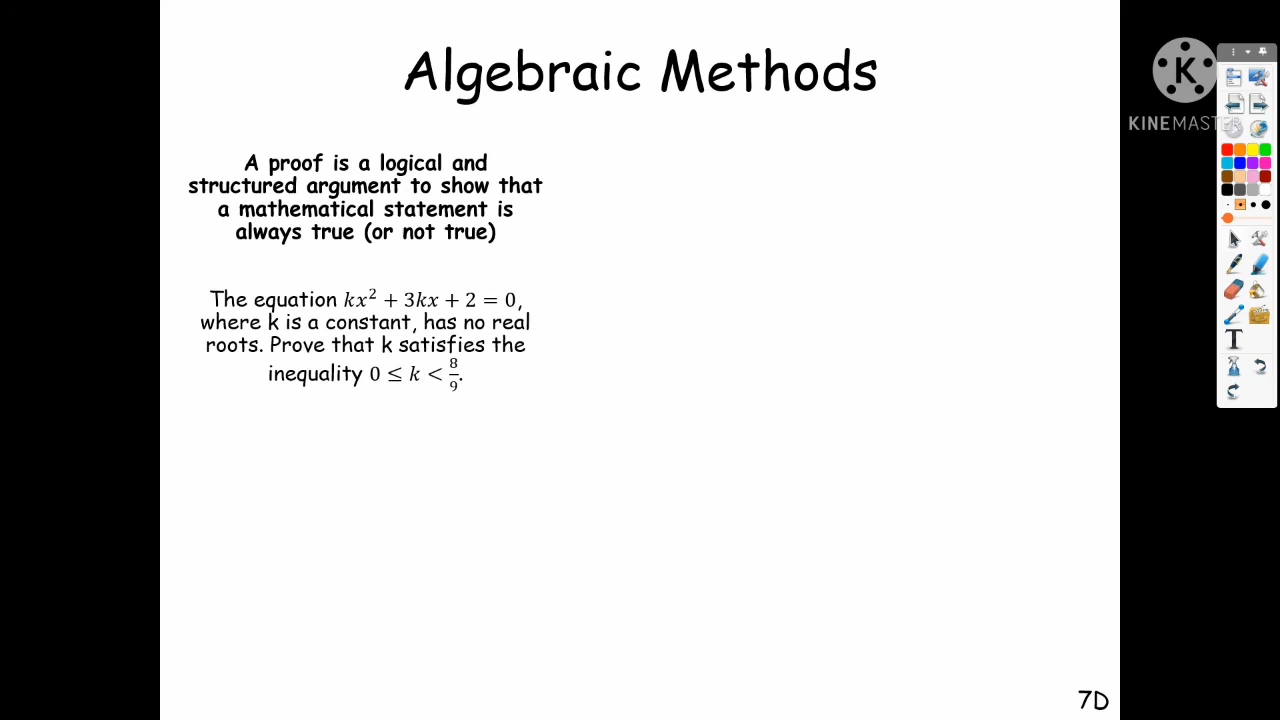 Algebraic Methods
A proof is a logical and
structured argument to show that
a mathematical statement is
always true (or not true)
The equation 𝑘𝑥² + 3𝑘𝑥 + 2 = 0,
where k is a constant, has no real
roots. Prove that k satisfies the
inequality 0 ≤ 𝑘 < 8/9.
7D
K
KINEMASTER
T